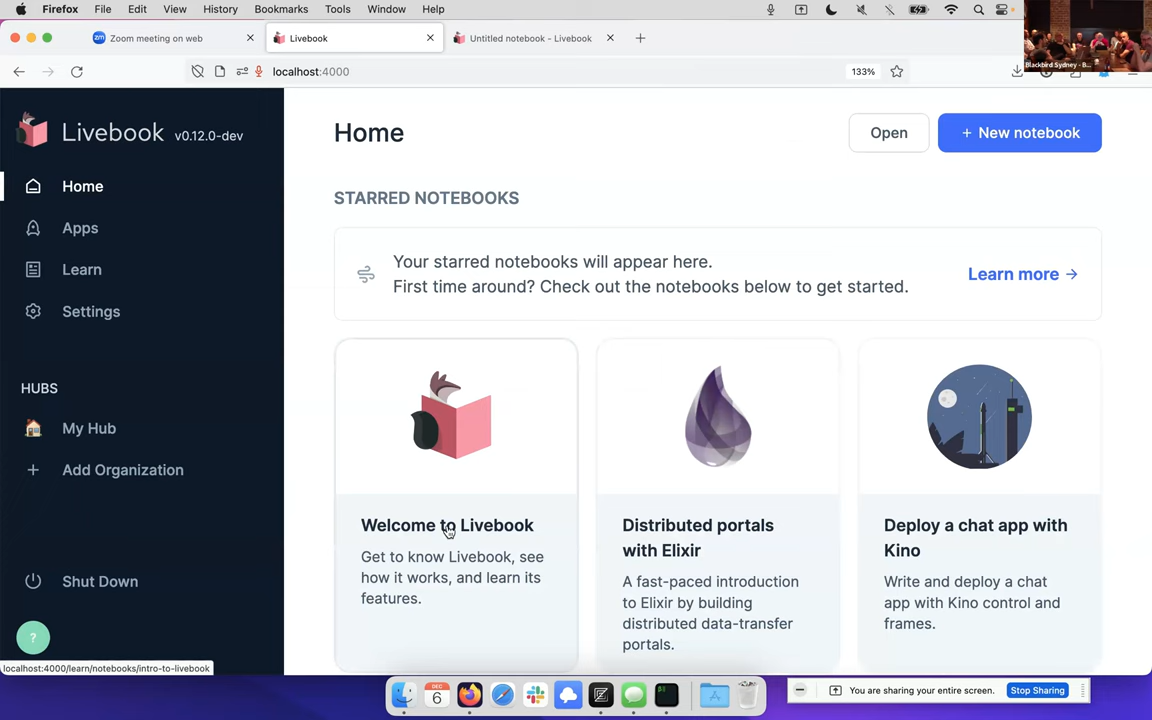 Firefox File Edit View History Bookmarks Tools Window Help
zm Zoom meeting on web
Livebook
Untitled notebook - Livebook
localhost:4000
133%
Blackbird Sydney - B...
Livebook v0.12.0-dev
Home
Apps
Learn
Settings
HUBS
My Hub
+ Add Organization
Shut Down
?
localhost:4000/learn/notebooks/intro-to-livebook
Home
Open
+ New notebook
STARRED NOTEBOOKS
Your starred notebooks will appear here.
First time around? Check out the notebooks below to get started.
Learn more →
Welcome to Livebook
Get to know Livebook, see
how it works, and learn its
features.
Distributed portals
with Elixir
A fast-paced introduction
to Elixir by building
distributed data-transfer
portals.
Deploy a chat app with
Kino
Write and deploy a chat
app with Kino control and
frames.
DEC
6
You are sharing your entire screen.
Stop Sharing